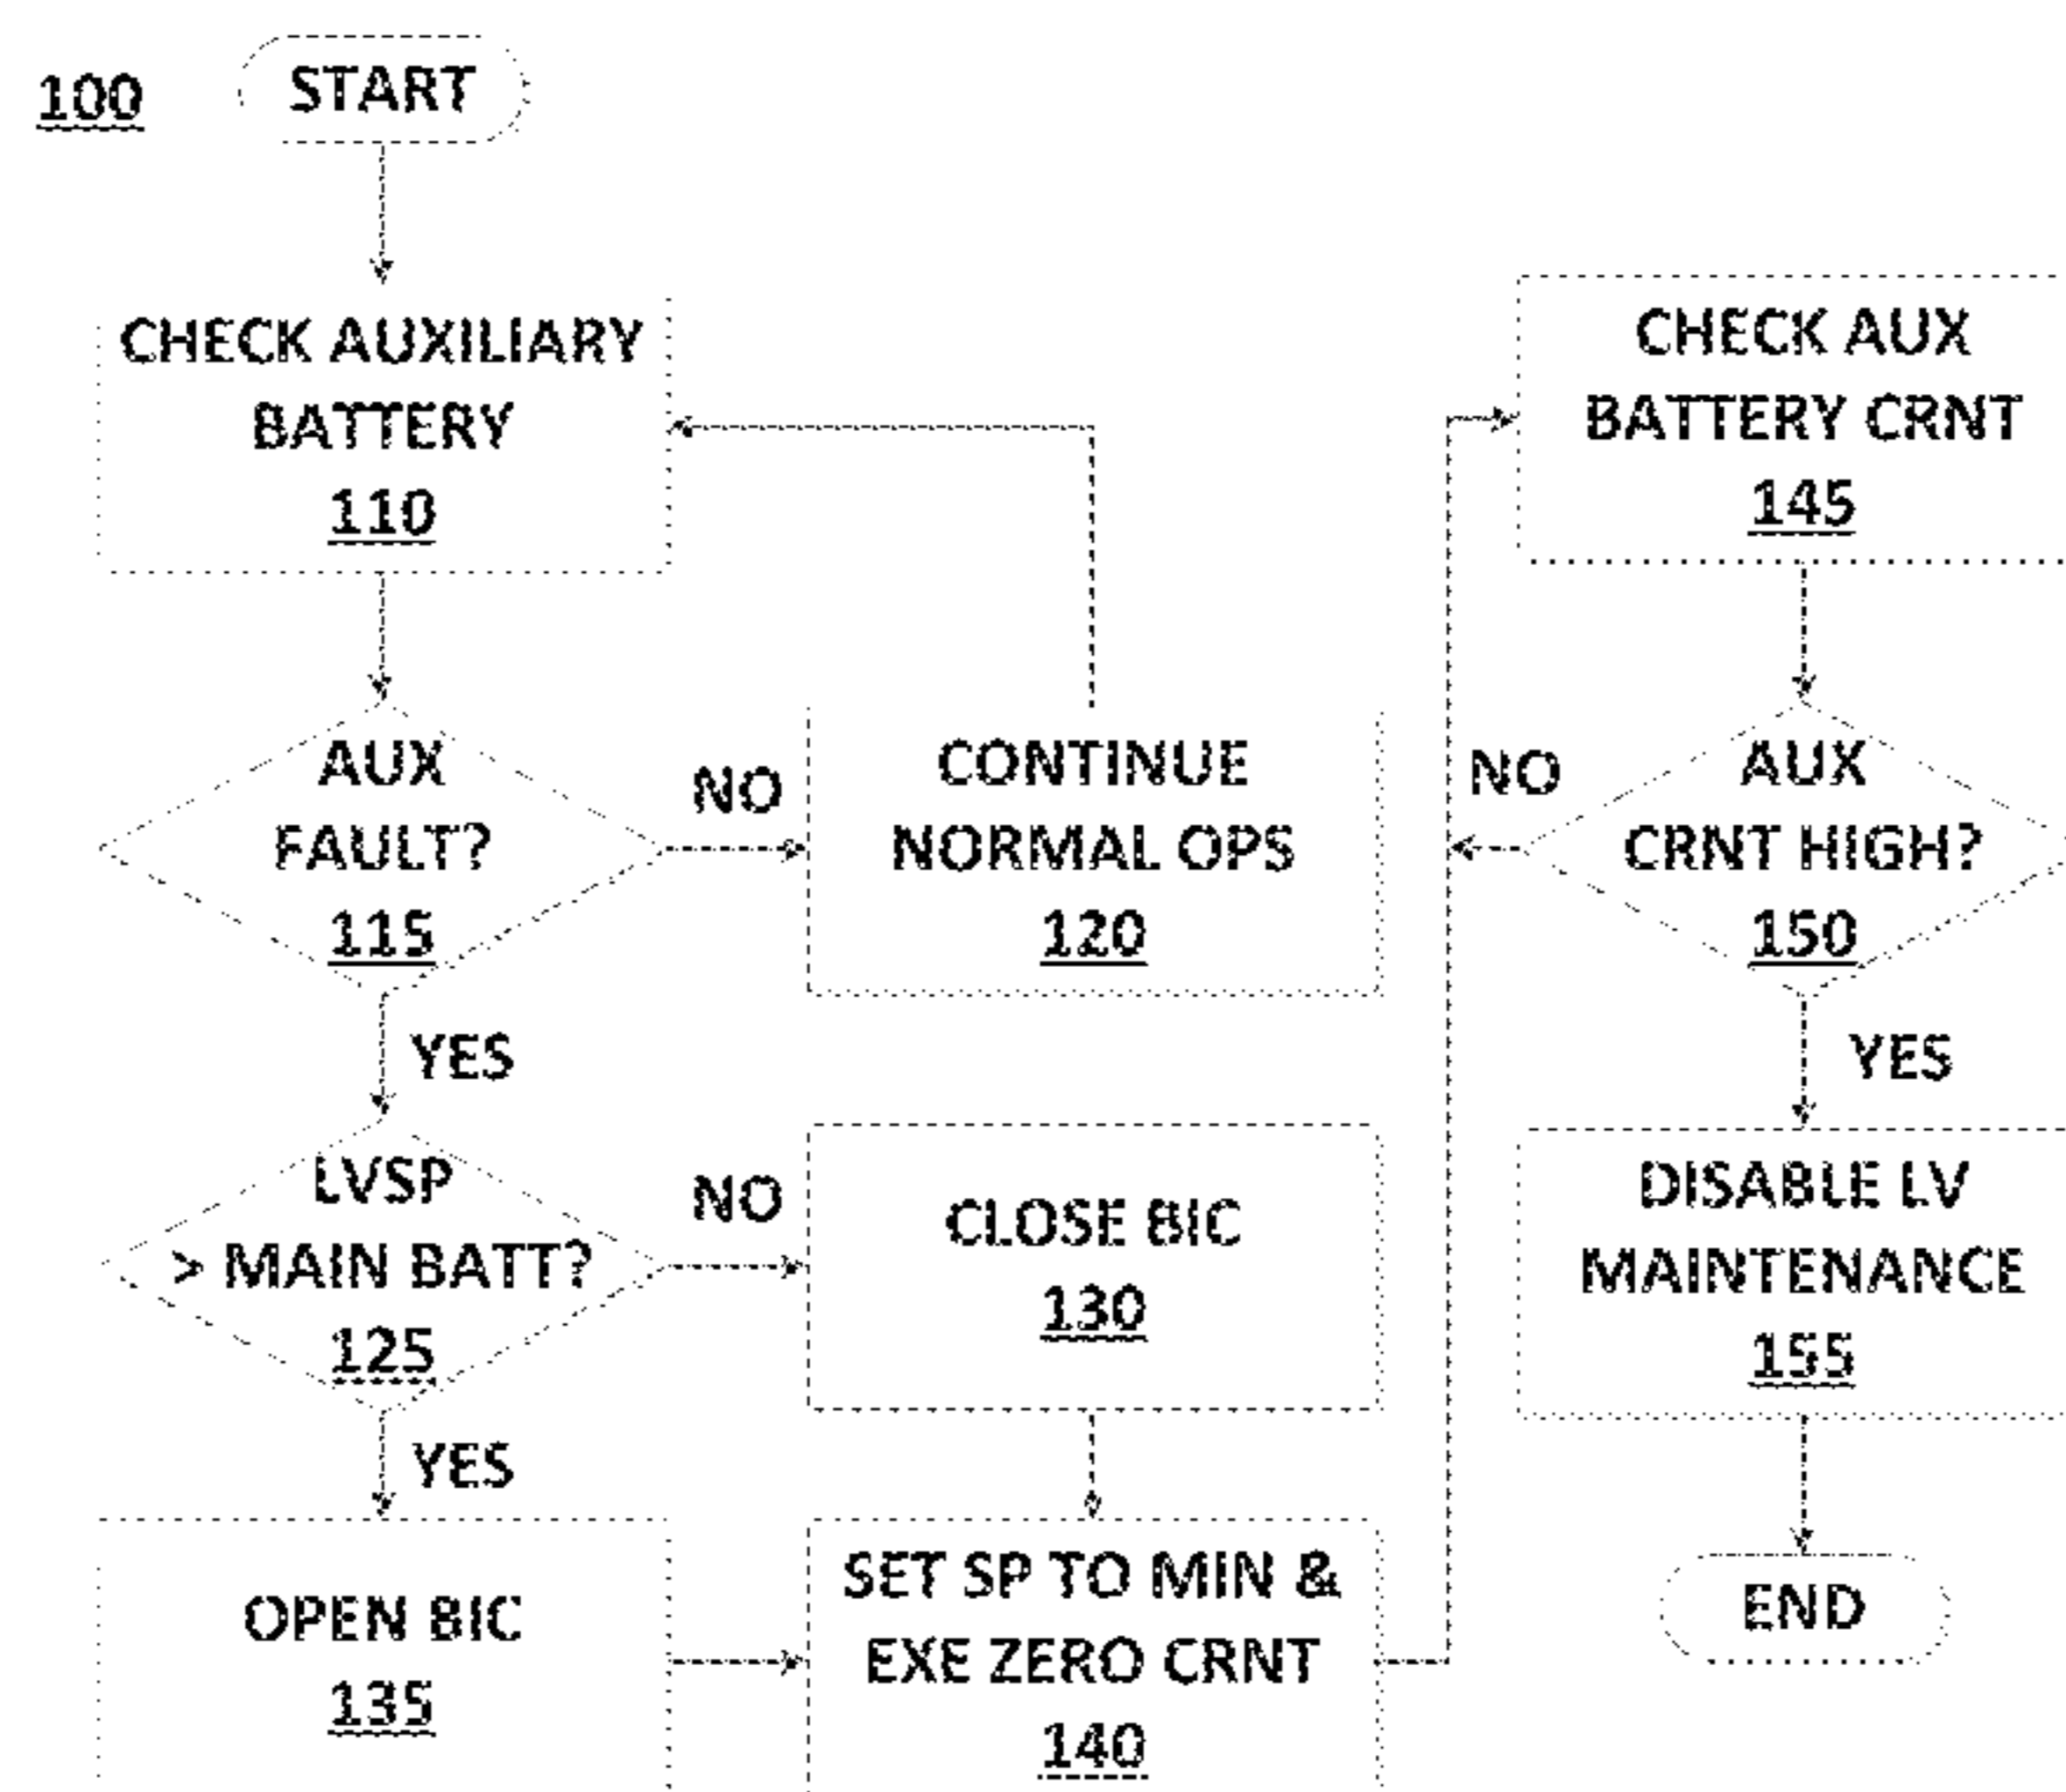 100
START
CHECK AUXILIARY
BATTERY
110
AUX
FAULT?
115
NO
CONTINUE
NORMAL OPS
120
YES
LVSP
> MAIN BATT?
125
NO
CLOSE BIC
130
YES
OPEN BIC
135
SET SP TO MIN &
EXE ZERO CRNT
140
CHECK AUX
BATTERY CRNT
145
NO
AUX
CRNT HIGH?
150
YES
DISABLE LV
MAINTENANCE
155
END